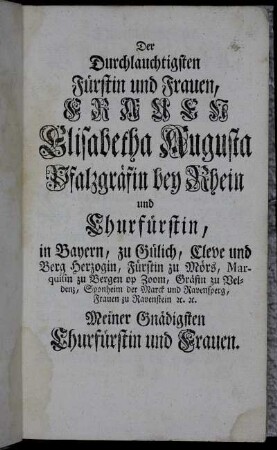 Der
Durchlauchtigsten
Fürstin und Frauen,
FRAUEN
Elisabetha Augusta
Pfalzgräfin bey Rhein
und
Churfürstin,
in Bayern, zu Gülich, Cleve und
Berg Herzogin, Fürstin zu Mörs, Mar-
quisin zu Bergen op Zoom, Gräfin zu Vel-
denz, Sponheim der Marck und Ravensperg,
Frauen zu Ravenstein ꝛc. ꝛc.
Meiner Gnädigsten
Churfürstin und Frauen.